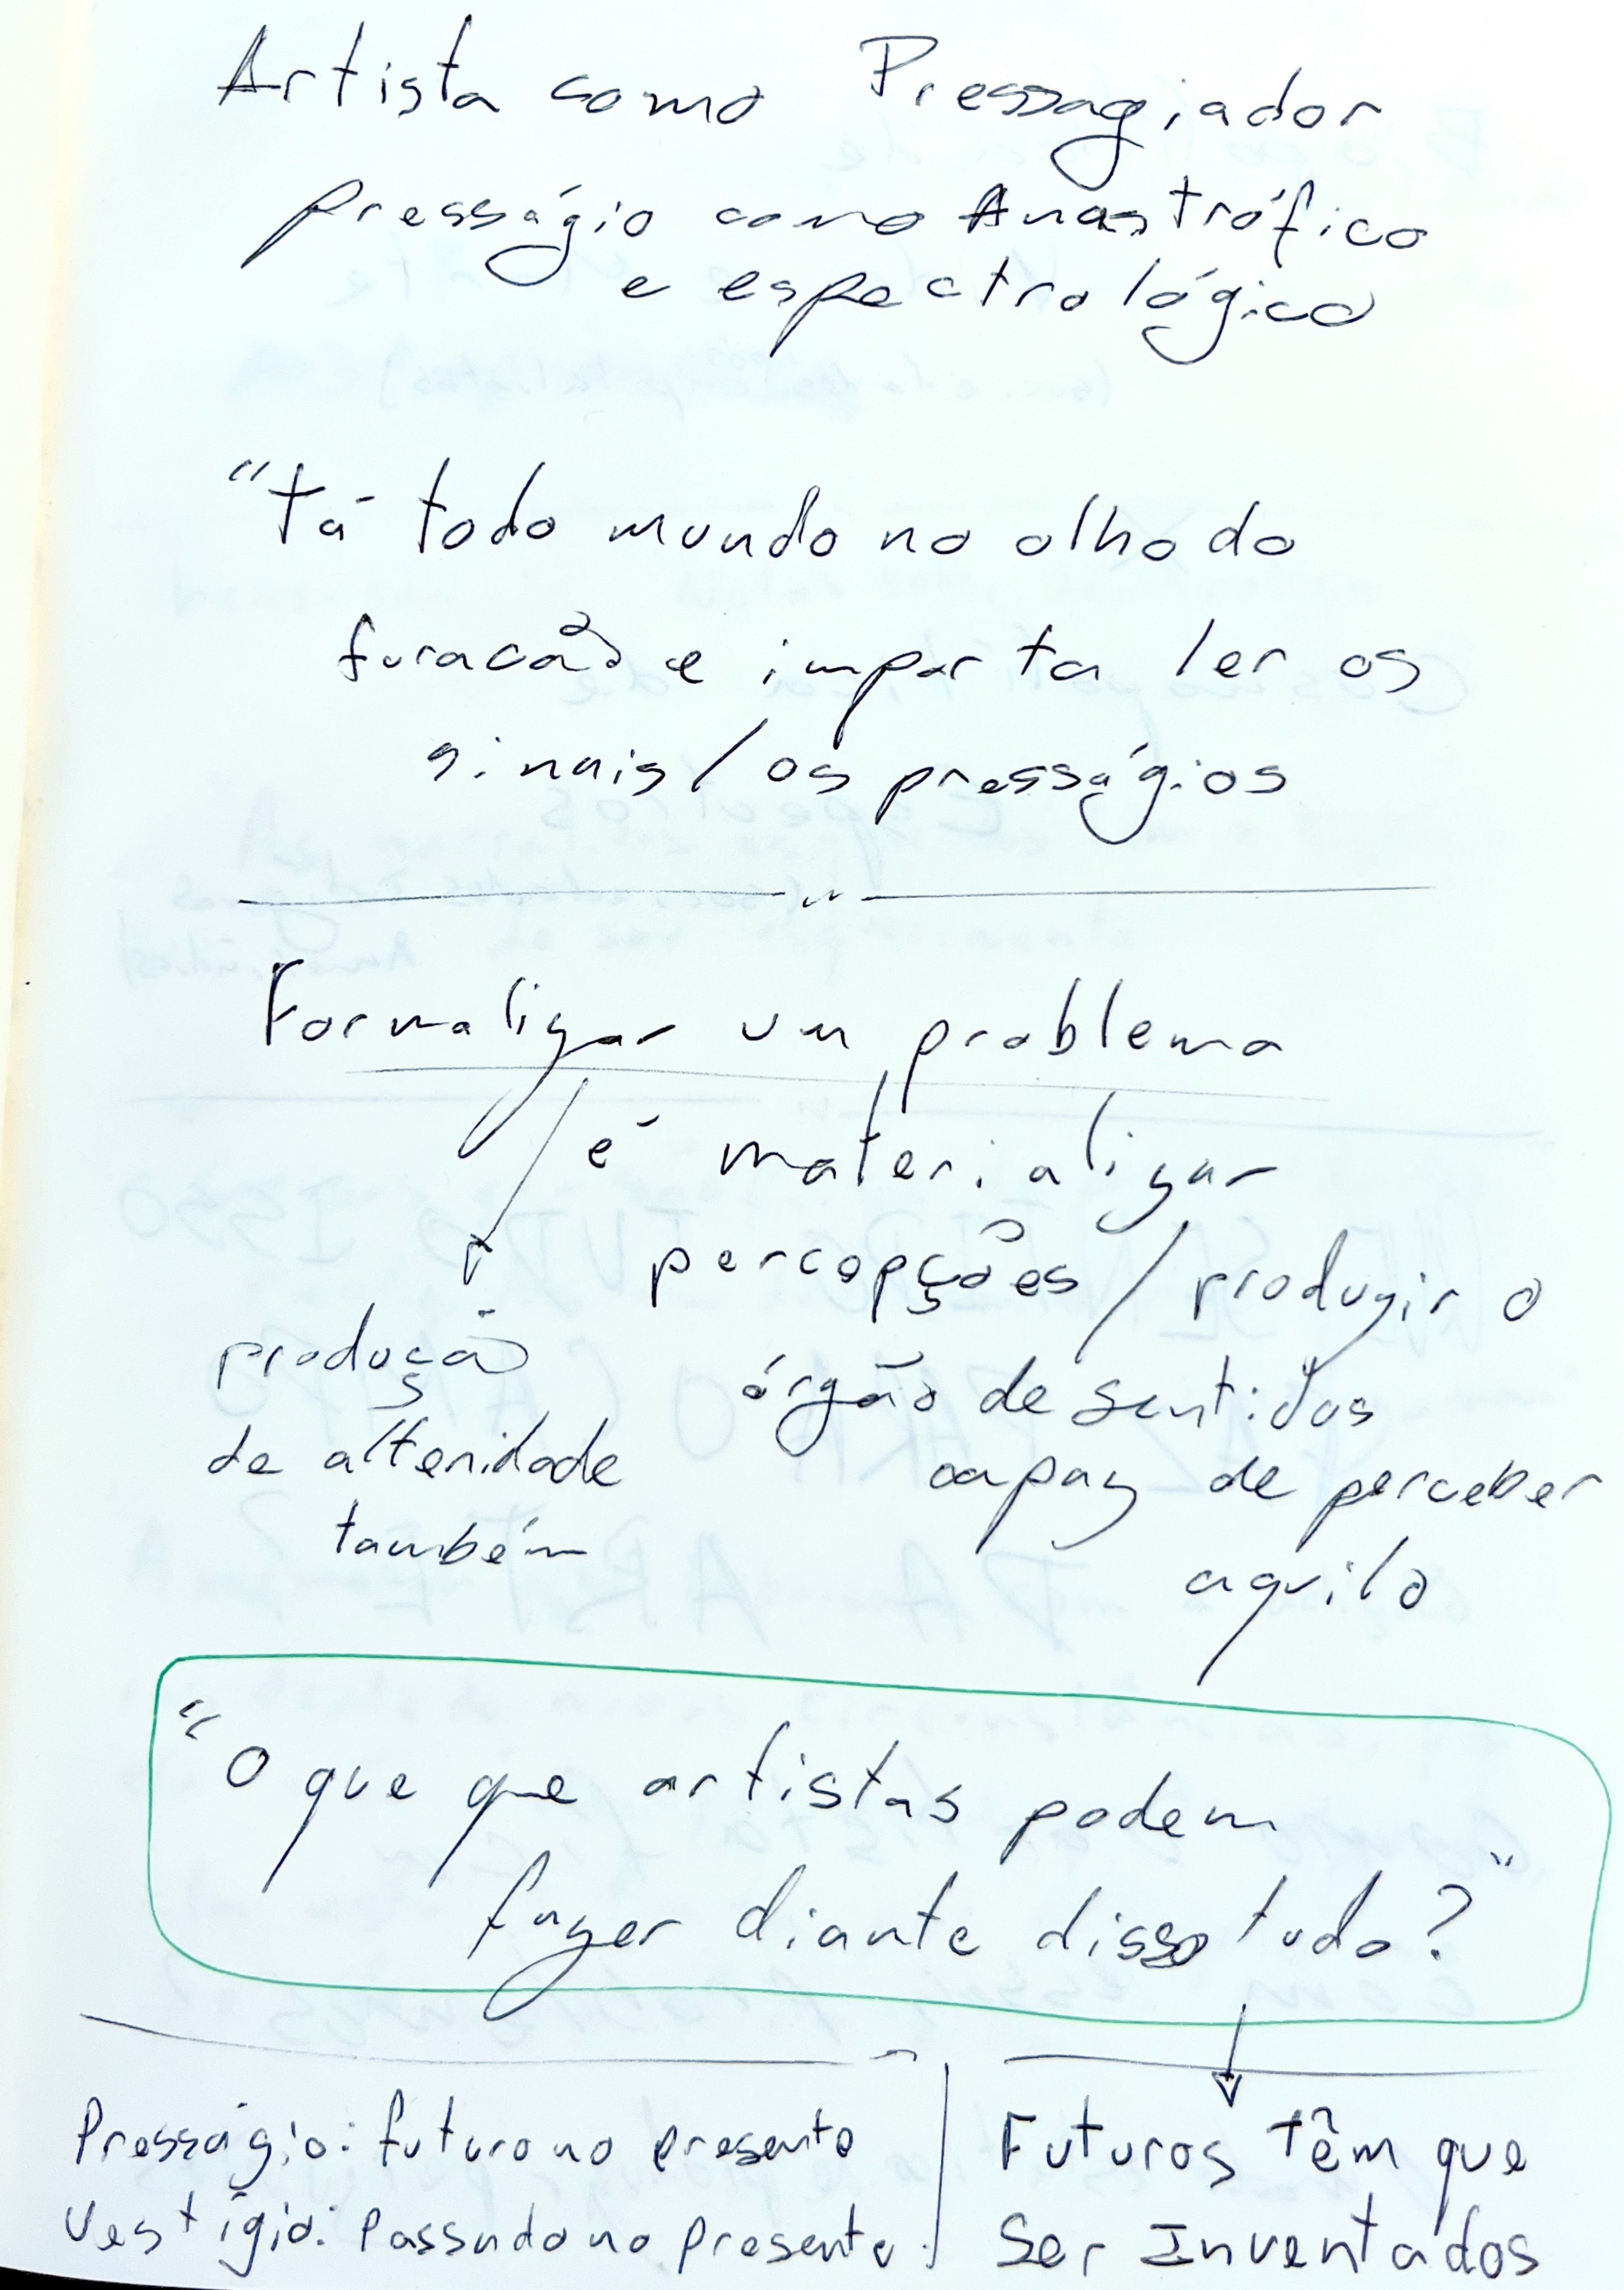 Artista como Pressagiador
pressságio como Anastrófico
e espectrológico
"Tá todo mundo no olho do
furacão e importa ler os
sinais / os presságios
Formalizar um problema
é materializar
percepções / produzir o
órgão de sentidos
capaz de perceber
aquilo
produção
de alteridade
também
"O que que artistas podem
fazer diante disso tudo?"
Presságio: futuro no presente
Vestígio: Passado no presente.
Futuros têm que
Ser Inventados